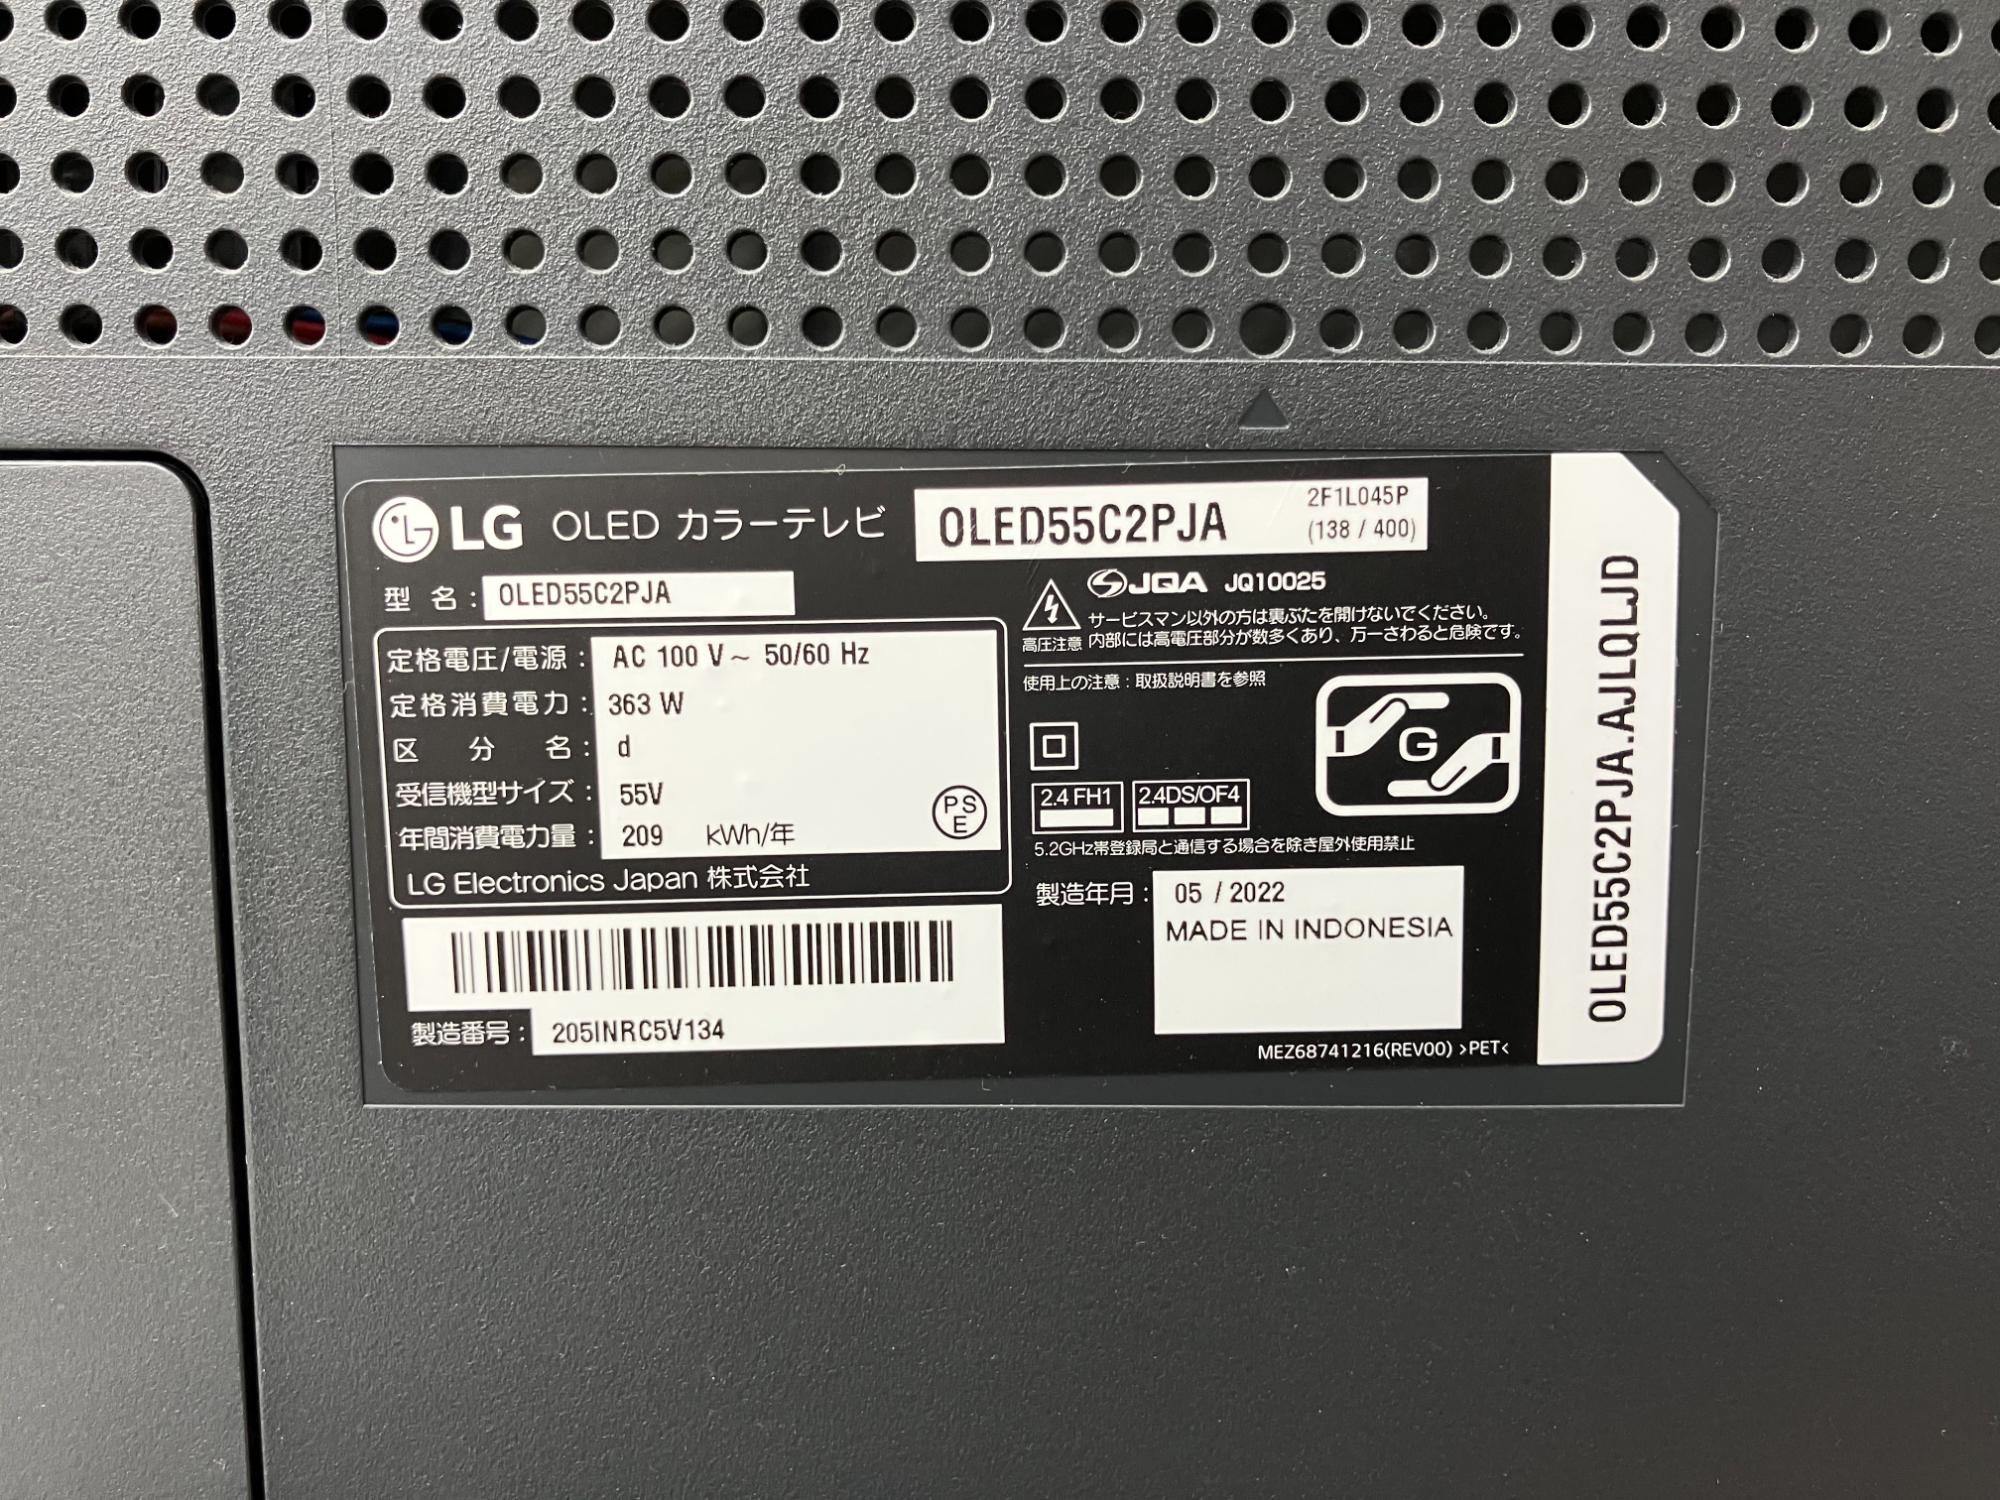 LG OLED カラーテレビ
OLED55C2PJA
2F1L045P
(138 / 400)
型 名 : OLED55C2PJA
定格電圧/電源 : AC 100 V ~ 50/60 Hz
定格消費電力 : 363 W
区 分 名 : d
受信機型サイズ : 55V
年間消費電力量 : 209 kWh/年
PS
E
LG Electronics Japan 株式会社
製造番号 : 205INRC5V134
JQA JQ10025
高圧注意
サービスマン以外の方は裏ぶたを開けないでください。
内部には高電圧部分が数多くあり、万一さわると危険です。
使用上の注意 : 取扱説明書を参照
G
2.4 FH1
2.4DS/OF4
5.2GHz帯登録局と通信する場合を除き屋外使用禁止
製造年月 : 05 / 2022
MADE IN INDONESIA
MEZ68741216(REV00) >PET<
OLED55C2PJA.AJLQLJD